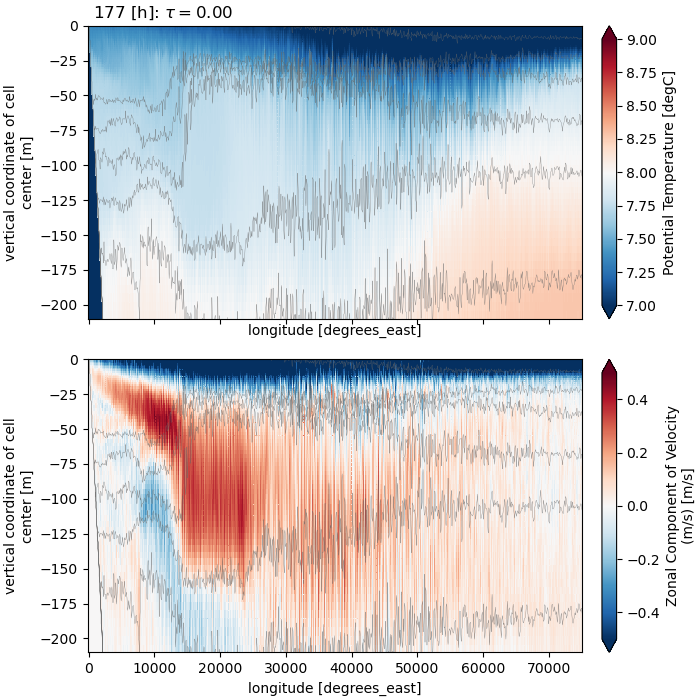 177 [h]: τ = 0.00
0
−25
−50
−75
−100
−125
−150
−175
−200
vertical coordinate of cell
center [m]
longitude [degrees_east]
9.00
8.75
8.50
8.25
8.00
7.75
7.50
7.25
7.00
Potential Temperature [degC]
0
−25
−50
−75
−100
−125
−150
−175
−200
vertical coordinate of cell
center [m]
0 10000 20000 30000 40000 50000 60000 70000
longitude [degrees_east]
0.4
0.2
0.0
−0.2
−0.4
Zonal Component of Velocity
(m/s) [m/s]